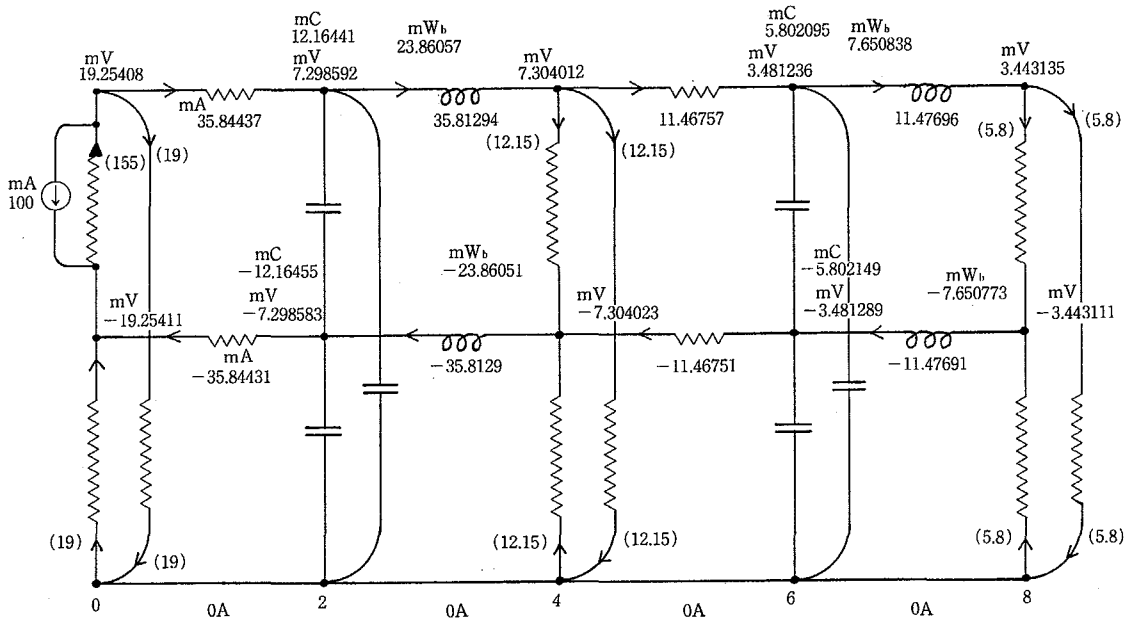 mC
12.16441
mV
7.298592
mWb
23.86057
mC
5.802095
mV
3.481236
mWb
7.650838
mV
19.25408
mV
7.304012
mV
3.443135
mA
35.84437
35.81294
11.46757
11.47696
(155)
(19)
(12.15)
(12.15)
(5.8)
(5.8)
mA
100
mC
−12.16455
mV
−7.298583
mWb
−23.86051
mC
−5.802149
mV
−3.481289
mWb
−7.650773
mV
−19.25411
mV
−7.304023
mV
−3.443111
mA
−35.84431
−35.8129
−11.46751
−11.47691
(19)
(19)
(12.15)
(12.15)
(5.8)
(5.8)
0
0A
2
4
0A
6
0A
8